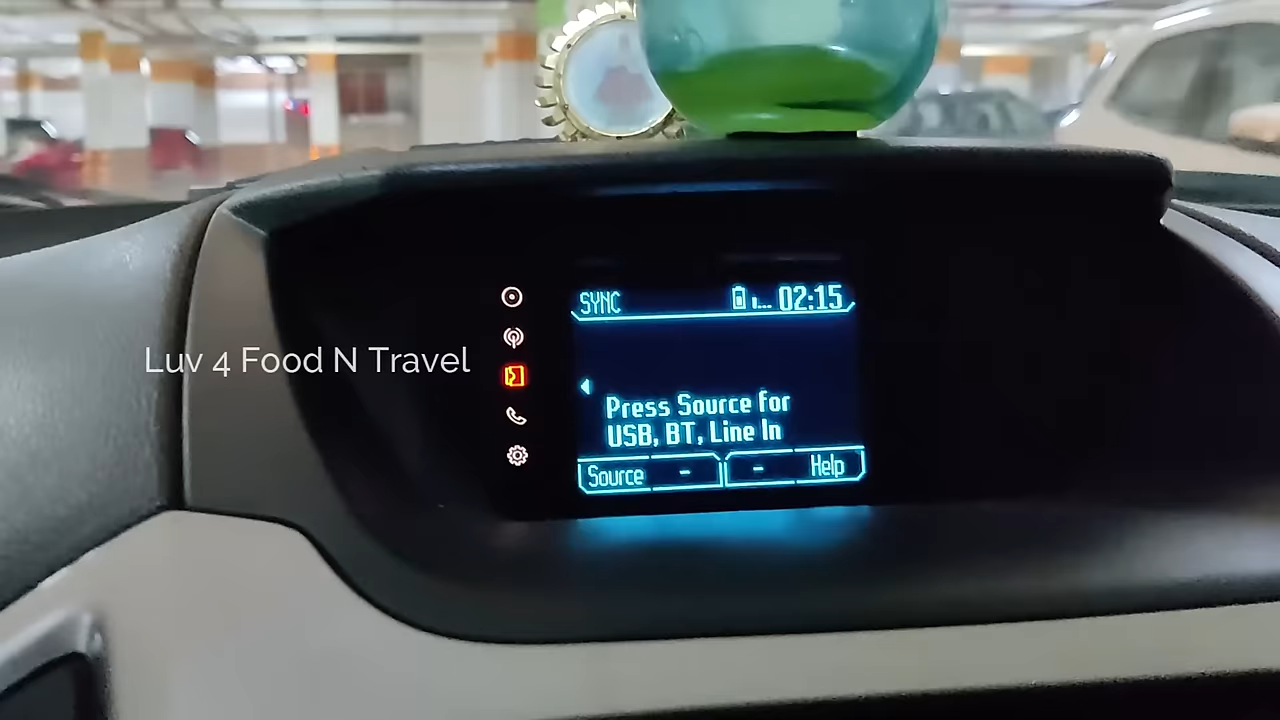 SYNC 02:15
Luv 4 Food N Travel
Press Source for
USB, BT, Line In
Source - - Help